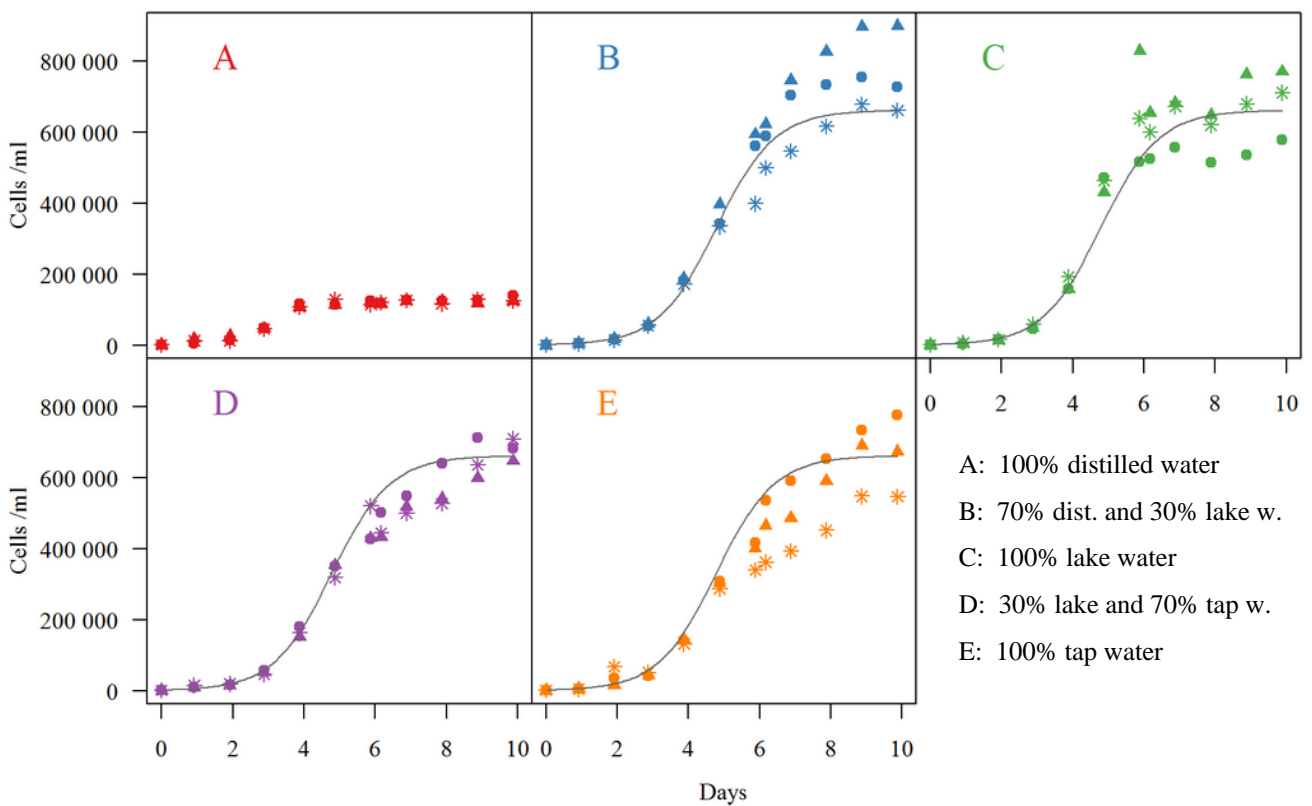 A
B
C
800 000
600 000
400 000
200 000
0
Cells /ml
0 2 4 6 8 10
D
E
800 000
600 000
400 000
200 000
0
Cells /ml
0 2 4 6 8 10
0 2 4 6 8 10
Days
A: 100% distilled water
B: 70% dist. and 30% lake w.
C: 100% lake water
D: 30% lake and 70% tap w.
E: 100% tap water